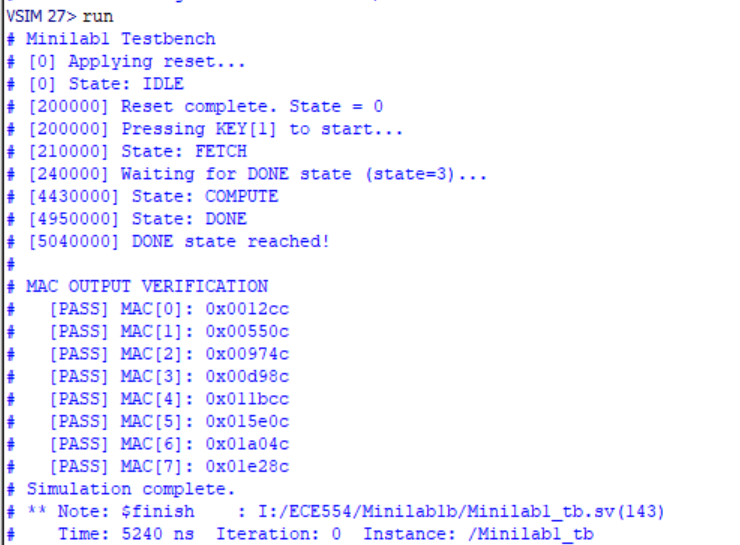 VSIM 27> run
# Minilab1 Testbench
# [0] Applying reset...
# [0] State: IDLE
# [200000] Reset complete. State = 0
# [200000] Pressing KEY[1] to start...
# [210000] State: FETCH
# [240000] Waiting for DONE state (state=3)...
# [4430000] State: COMPUTE
# [4950000] State: DONE
# [5040000] DONE state reached!
#
# MAC OUTPUT VERIFICATION
#   [PASS] MAC[0]: 0x0012cc
#   [PASS] MAC[1]: 0x00550c
#   [PASS] MAC[2]: 0x00974c
#   [PASS] MAC[3]: 0x00d98c
#   [PASS] MAC[4]: 0x011bcc
#   [PASS] MAC[5]: 0x015e0c
#   [PASS] MAC[6]: 0x01a04c
#   [PASS] MAC[7]: 0x01e28c
# Simulation complete.
# ** Note: $finish    : I:/ECE554/Minilab1b/Minilab1_tb.sv(143)
#    Time: 5240 ns  Iteration: 0  Instance: /Minilab1_tb